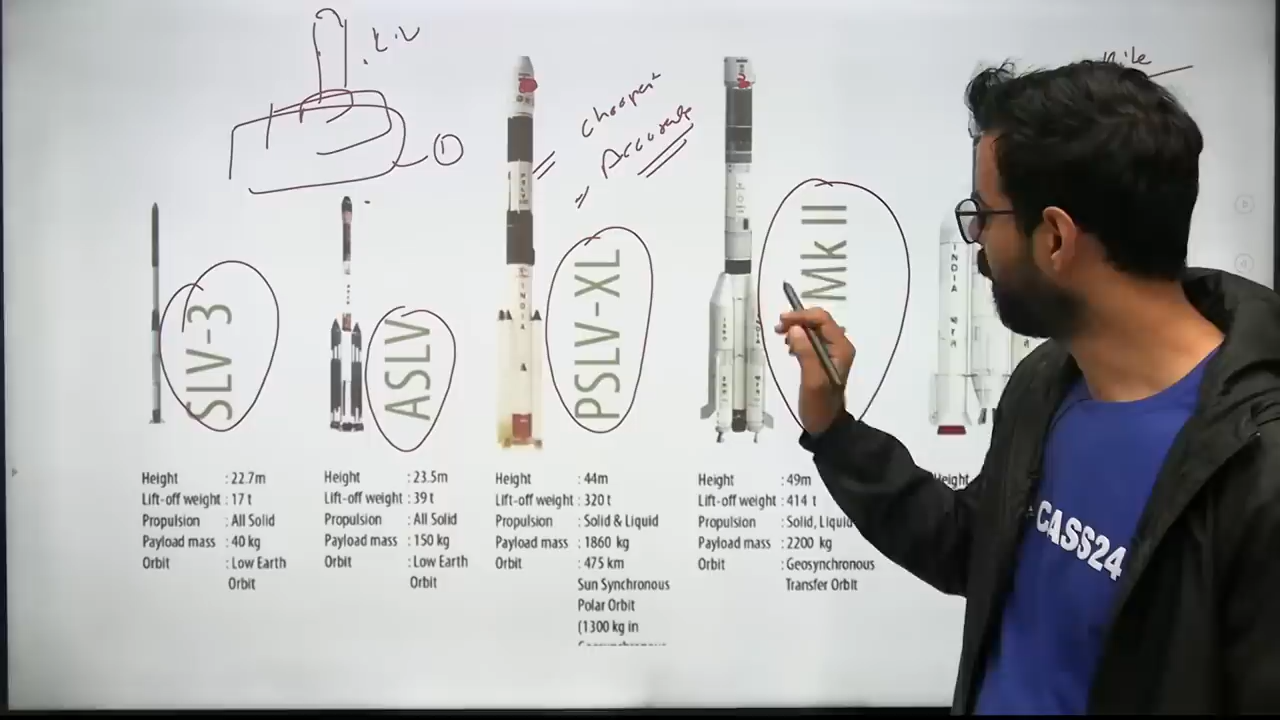 Cheapest
Accurate
SLV-3
ASLV
PSLV-XL
Mk II
INDIA
INDIA
Height : 22.7m
Lift-off weight : 17 t
Propulsion : All Solid
Payload mass : 40 kg
Orbit : Low Earth
Orbit
Height : 23.5m
Lift-off weight : 39 t
Propulsion : All Solid
Payload mass : 150 kg
Orbit : Low Earth
Orbit
Height : 44m
Lift-off weight : 320 t
Propulsion : Solid & Liquid
Payload mass : 1860 kg
Orbit : 475 km
Sun Synchronous
Polar Orbit
(1300 kg in
Height : 49m
Lift-off weight : 414 t
Propulsion : Solid, Liquid
Payload mass : 2200 kg
Orbit : Geosynchronous
Transfer Orbit
Height
CASS24